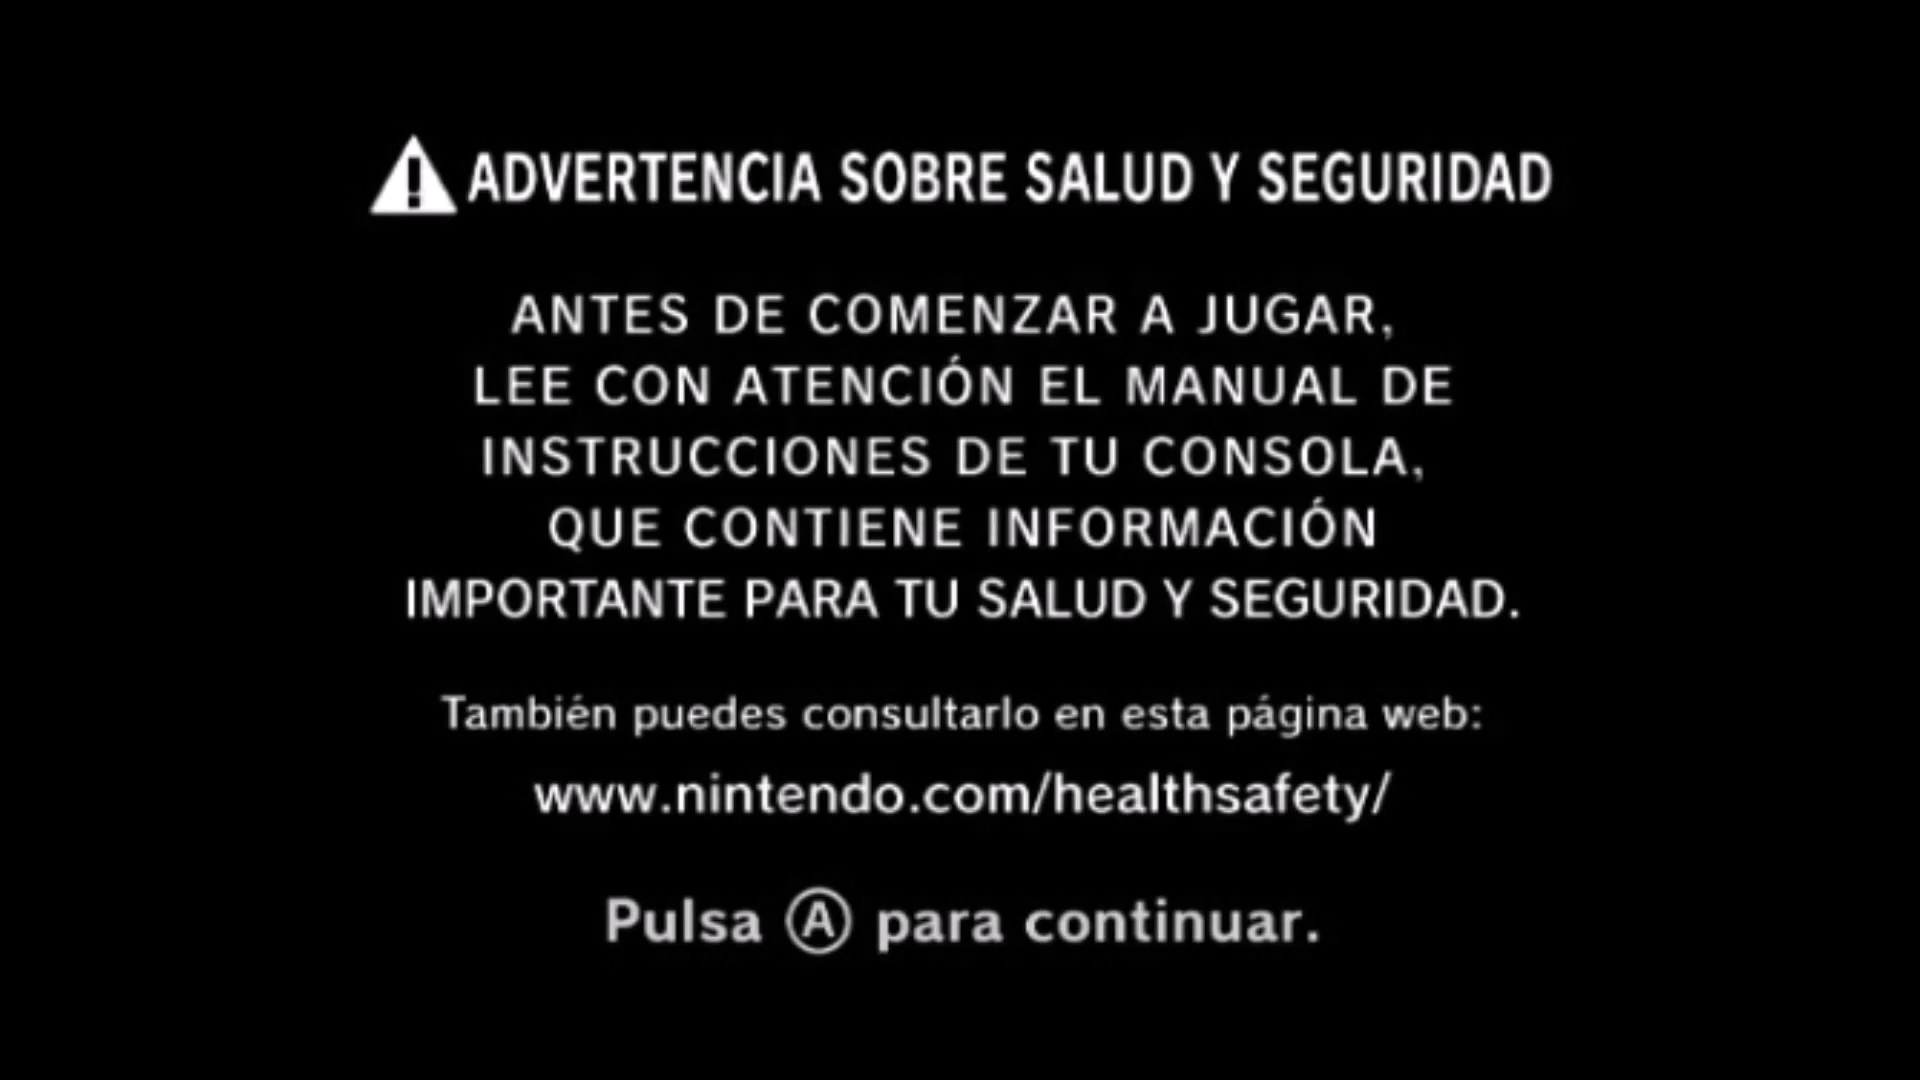 ADVERTENCIA SOBRE SALUD Y SEGURIDAD
ANTES DE COMENZAR A JUGAR,
LEE CON ATENCIÓN EL MANUAL DE
INSTRUCCIONES DE TU CONSOLA,
QUE CONTIENE INFORMACIÓN
IMPORTANTE PARA TU SALUD Y SEGURIDAD.
También puedes consultarlo en esta página web:
www.nintendo.com/healthsafety/
Pulsa Ⓐ para continuar.